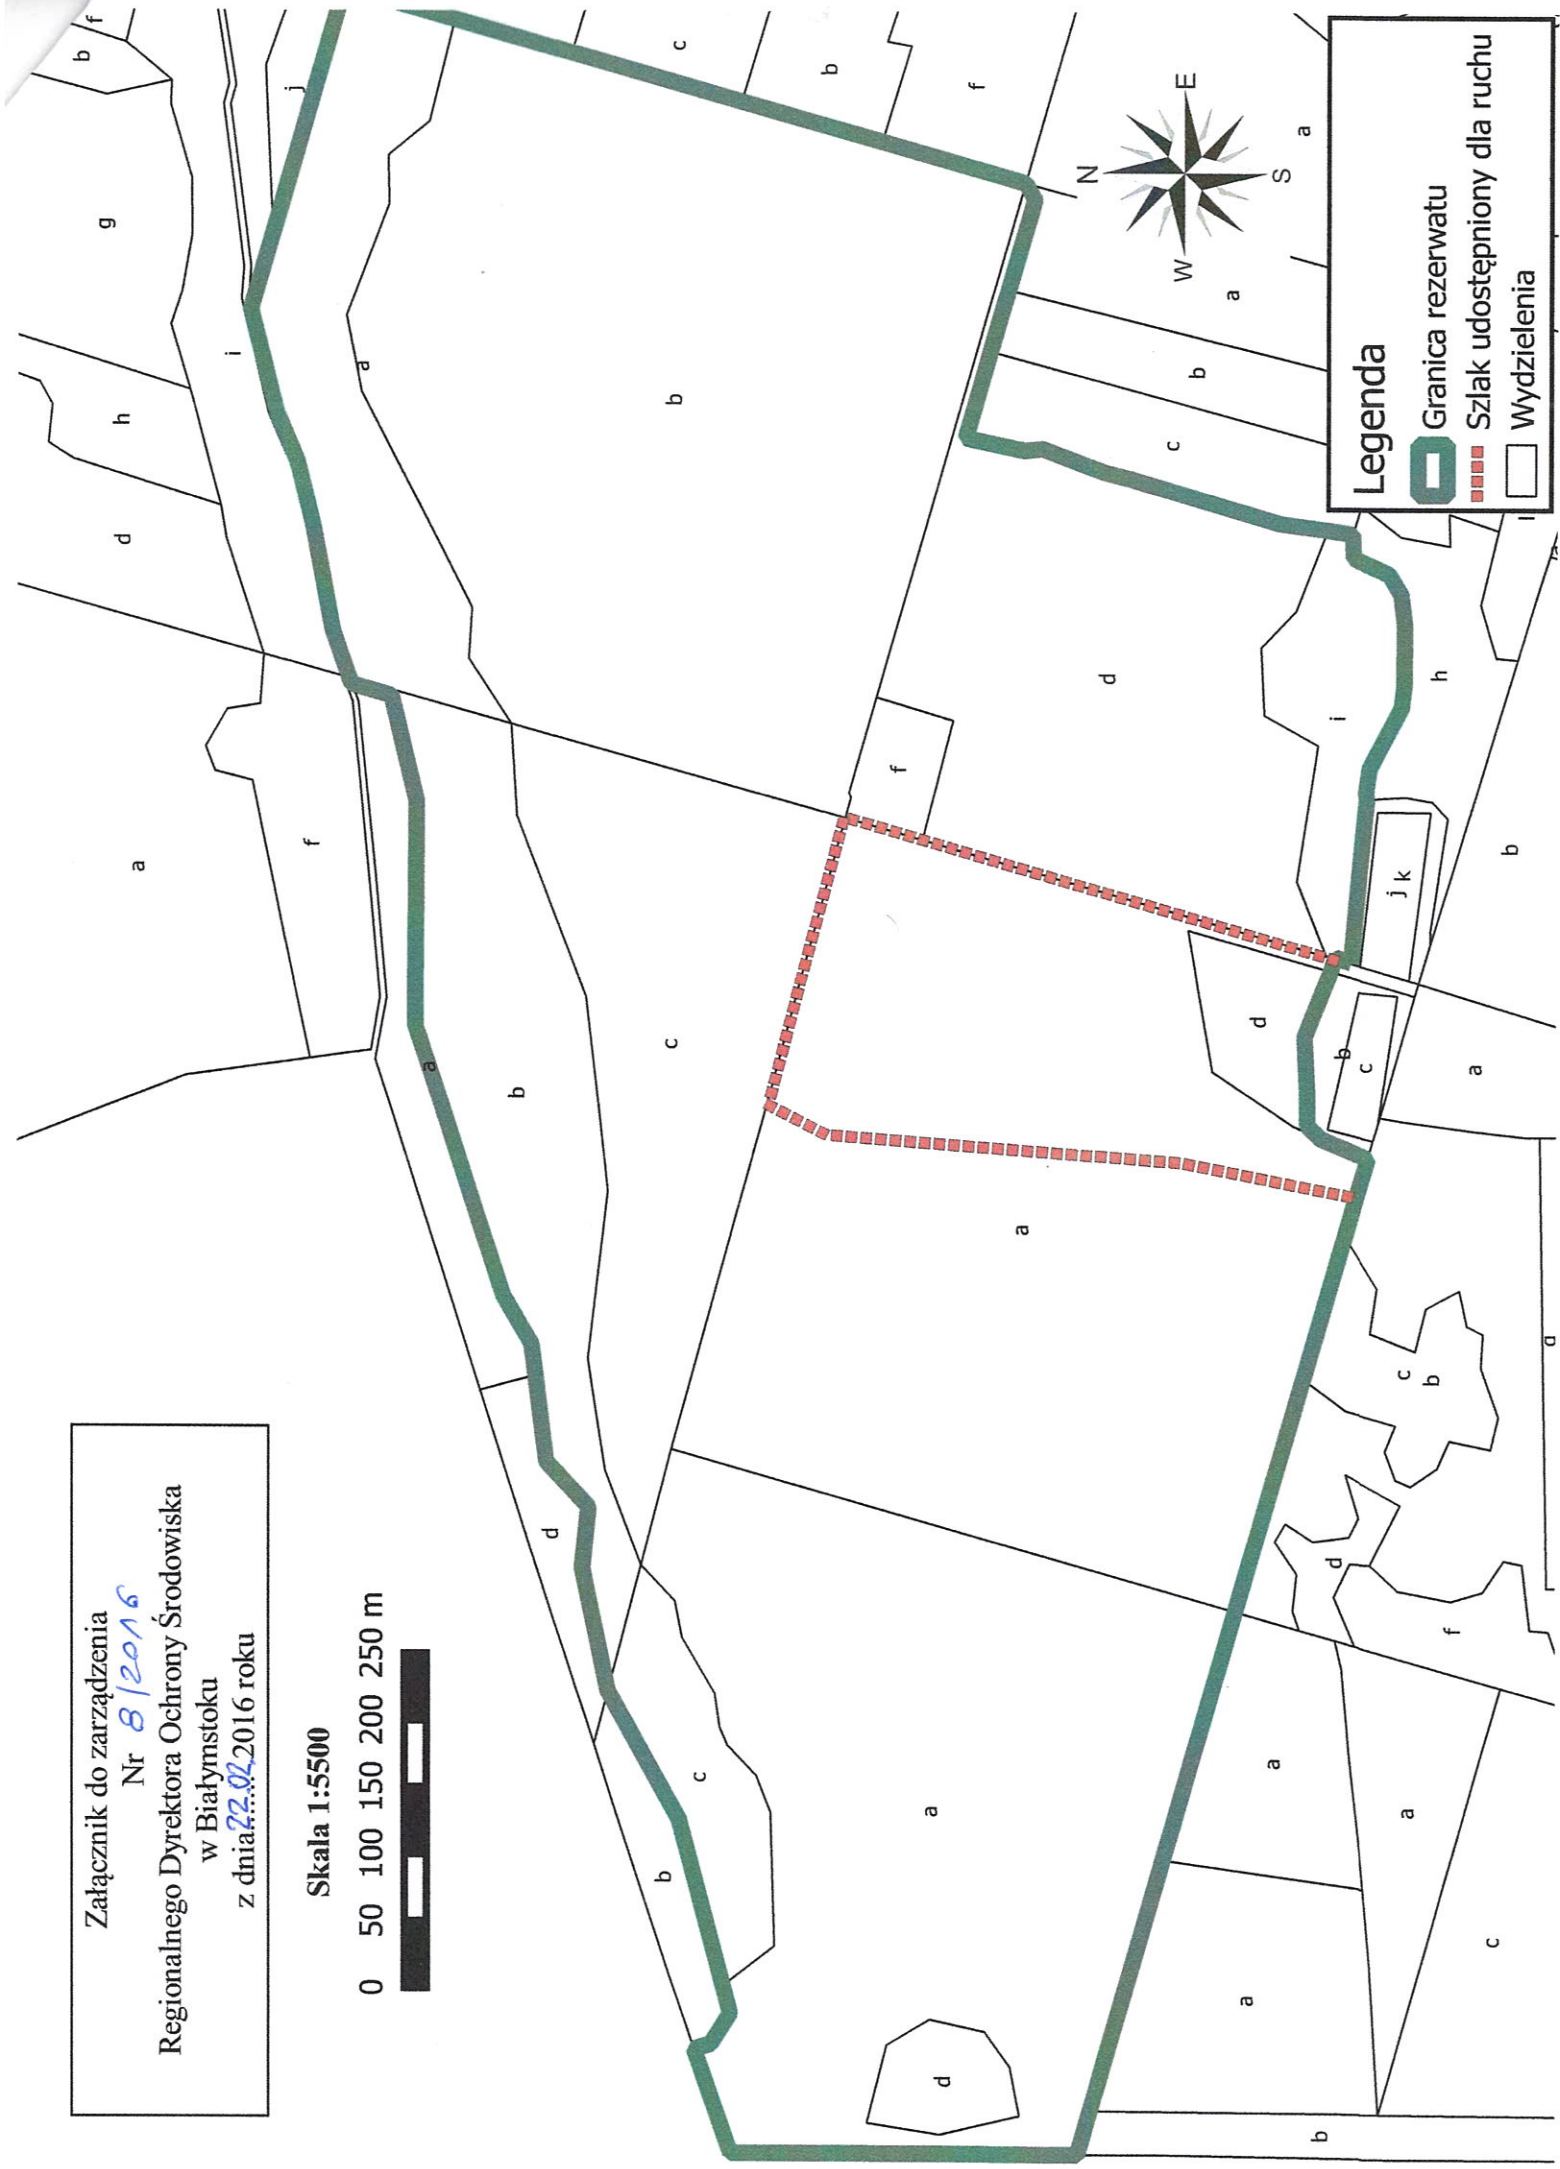 Załącznik do zarządzenia
Nr 8/2016
Regionalnego Dyrektora Ochrony Środowiska
w Białymstoku
z dnia 22.02.2016 roku
Skala 1:5500
0 50 100 150 200 250 m
b
f
g
h
d
a
i
j
f
a
a
b
d
b
c
b
c
c
b
f
a
d
f
a
d
N
W
E
S
c
b
a
a
d
a
a
b
d
i
b
c
j k
c
a
b
h
f
a
c
b
Legenda
Granica rezerwatu
Szlak udostępniony dla ruchu
Wydzielenia